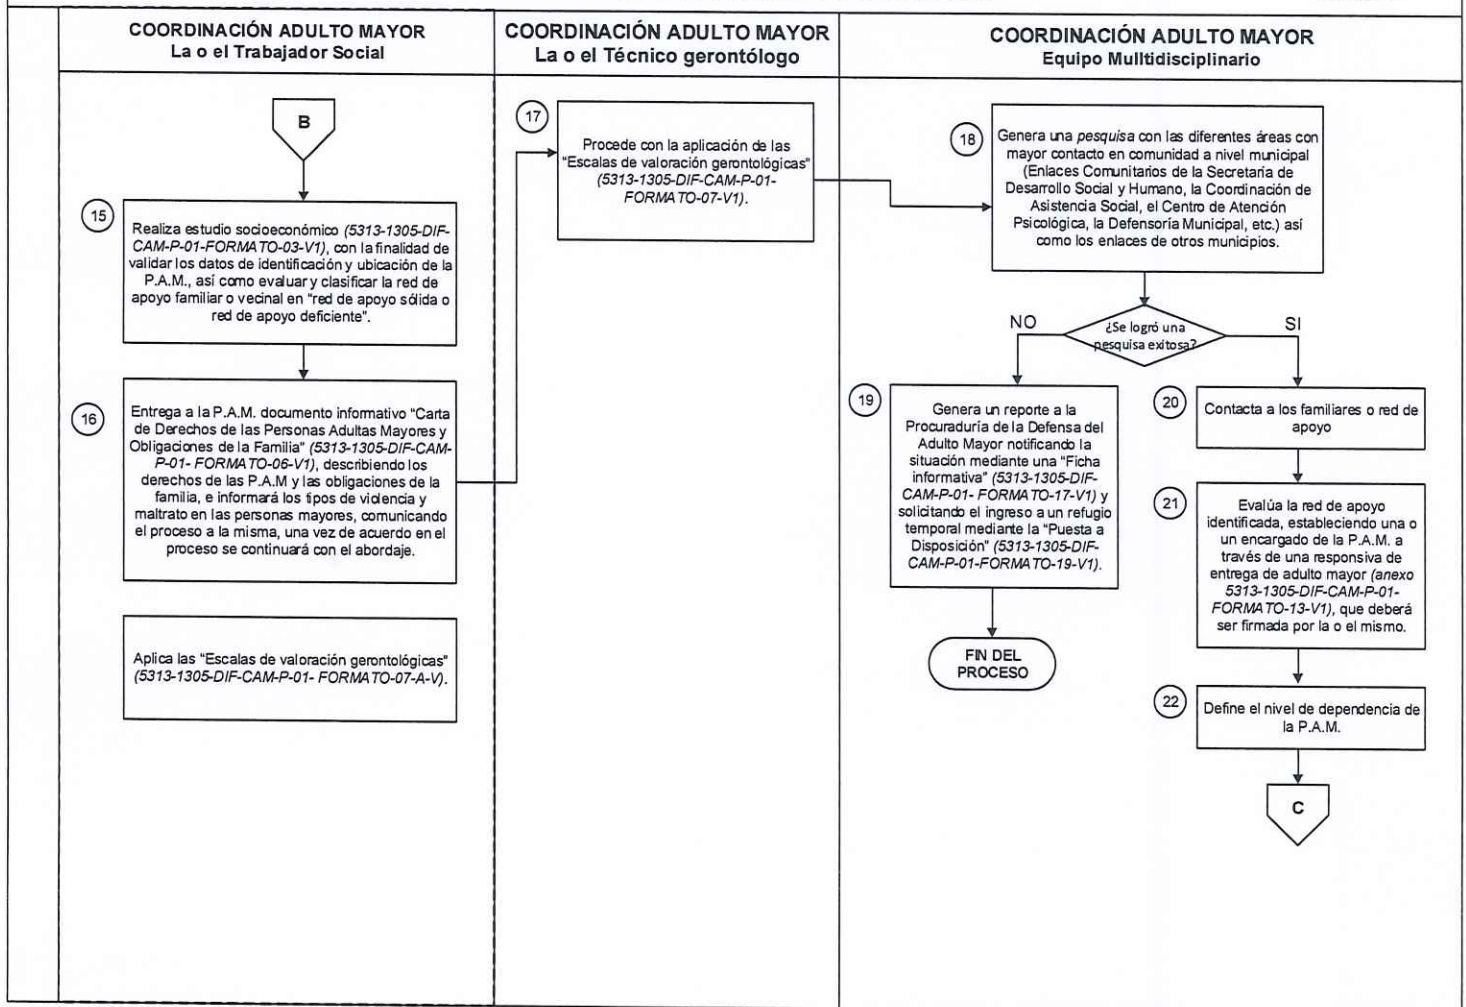 COORDINACIÓN ADULTO MAYOR
La o el Trabajador Social
COORDINACIÓN ADULTO MAYOR
La o el Técnico gerontólogo
COORDINACIÓN ADULTO MAYOR
Equipo Mulltidisciplinario
B
15
Realiza estudio socioeconómico (5313-1305-DIF-
CAM-P-01-FORMATO-03-V1), con la finalidad de
validar los datos de identificación y ubicación de la
P.A.M., así como evaluar y clasificar la red de
apoyo familiar o vecinal en "red de apoyo sólida o
red de apoyo deficiente".
16
Entrega a la P.A.M. documento informativo "Carta
de Derechos de las Personas Adultas Mayores y
Obligaciones de la Familia" (5313-1305-DIF-CAM-
P-01- FORMATO-06-V1), describiendo los
derechos de las P.A.M y las obligaciones de la
familia, e informará los tipos de violencia y
maltrato en las personas mayores, comunicando
el proceso a la misma, una vez de acuerdo en el
proceso se continuará con el abordaje.
Aplica las "Escalas de valoración gerontológicas"
(5313-1305-DIF-CAM-P-01- FORMATO-07-A-V).
17
Procede con la aplicación de las
"Escalas de valoración gerontológicas"
(5313-1305-DIF-CAM-P-01-
FORMATO-07-V1).
18
Genera una pesquisa con las diferentes áreas con
mayor contacto en comunidad a nivel municipal
(Enlaces Comunitarios de la Secretaría de
Desarrollo Social y Humano, la Coordinación de
Asistencia Social, el Centro de Atención
Psicológica, la Defensoría Municipal, etc.) así
como los enlaces de otros municipios.
NO
¿Se logró una
pesquisa exitosa?
SI
19
Genera un reporte a la
Procuraduría de la Defensa del
Adulto Mayor notificando la
situación mediante una "Ficha
informativa" (5313-1305-DIF-
CAM-P-01- FORMATO-17-V1) y
solicitando el ingreso a un refugio
temporal mediante la "Puesta a
Disposición" (5313-1305-DIF-
CAM-P-01-FORMATO-19-V1).
FIN DEL
PROCESO
20
Contacta a los familiares o red de
apoyo
21
Evalúa la red de apoyo
identificada, estableciendo una o
un encargado de la P.A.M. a
través de una responsiva de
entrega de adulto mayor (anexo
5313-1305-DIF-CAM-P-01-
FORMATO-13-V1), que deberá
ser firmada por la o el mismo.
22
Define el nivel de dependencia de
la P.A.M.
C